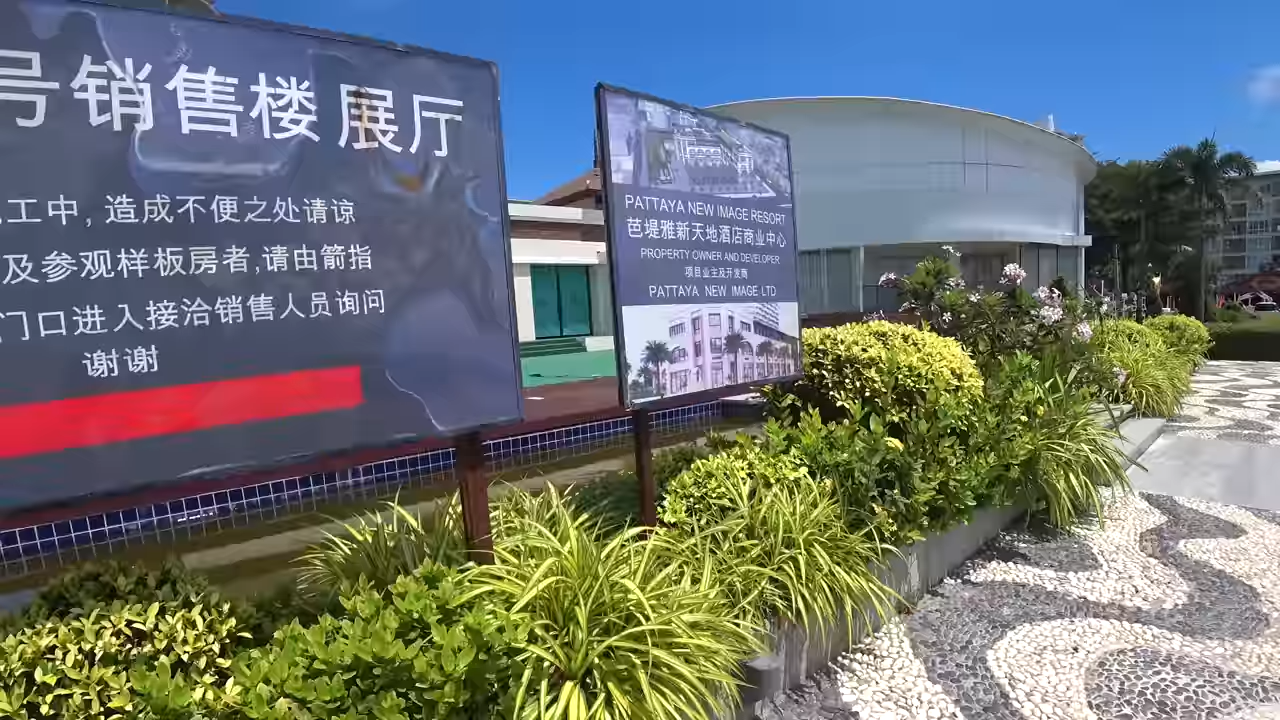 号销售楼展厅
工中, 造成不便之处请谅
及参观样板房者,请由箭指
门口进入接洽销售人员询问
谢谢
PATTAYA NEW IMAGE RESORT
芭堤雅新天地酒店商业中心
PROPERTY OWNER AND DEVELOPER
项目业主及开发商
PATTAYA NEW IMAGE LTD